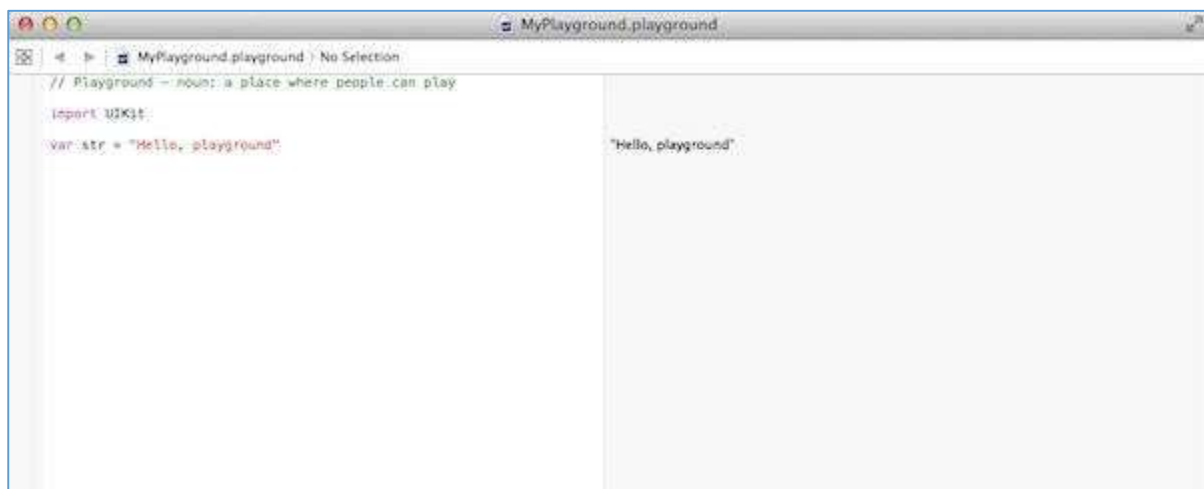 MyPlayground.playground
MyPlayground.playground › No Selection
// Playground - noun: a place where people can play
import UIKit
var str = "Hello, playground"
"Hello, playground"